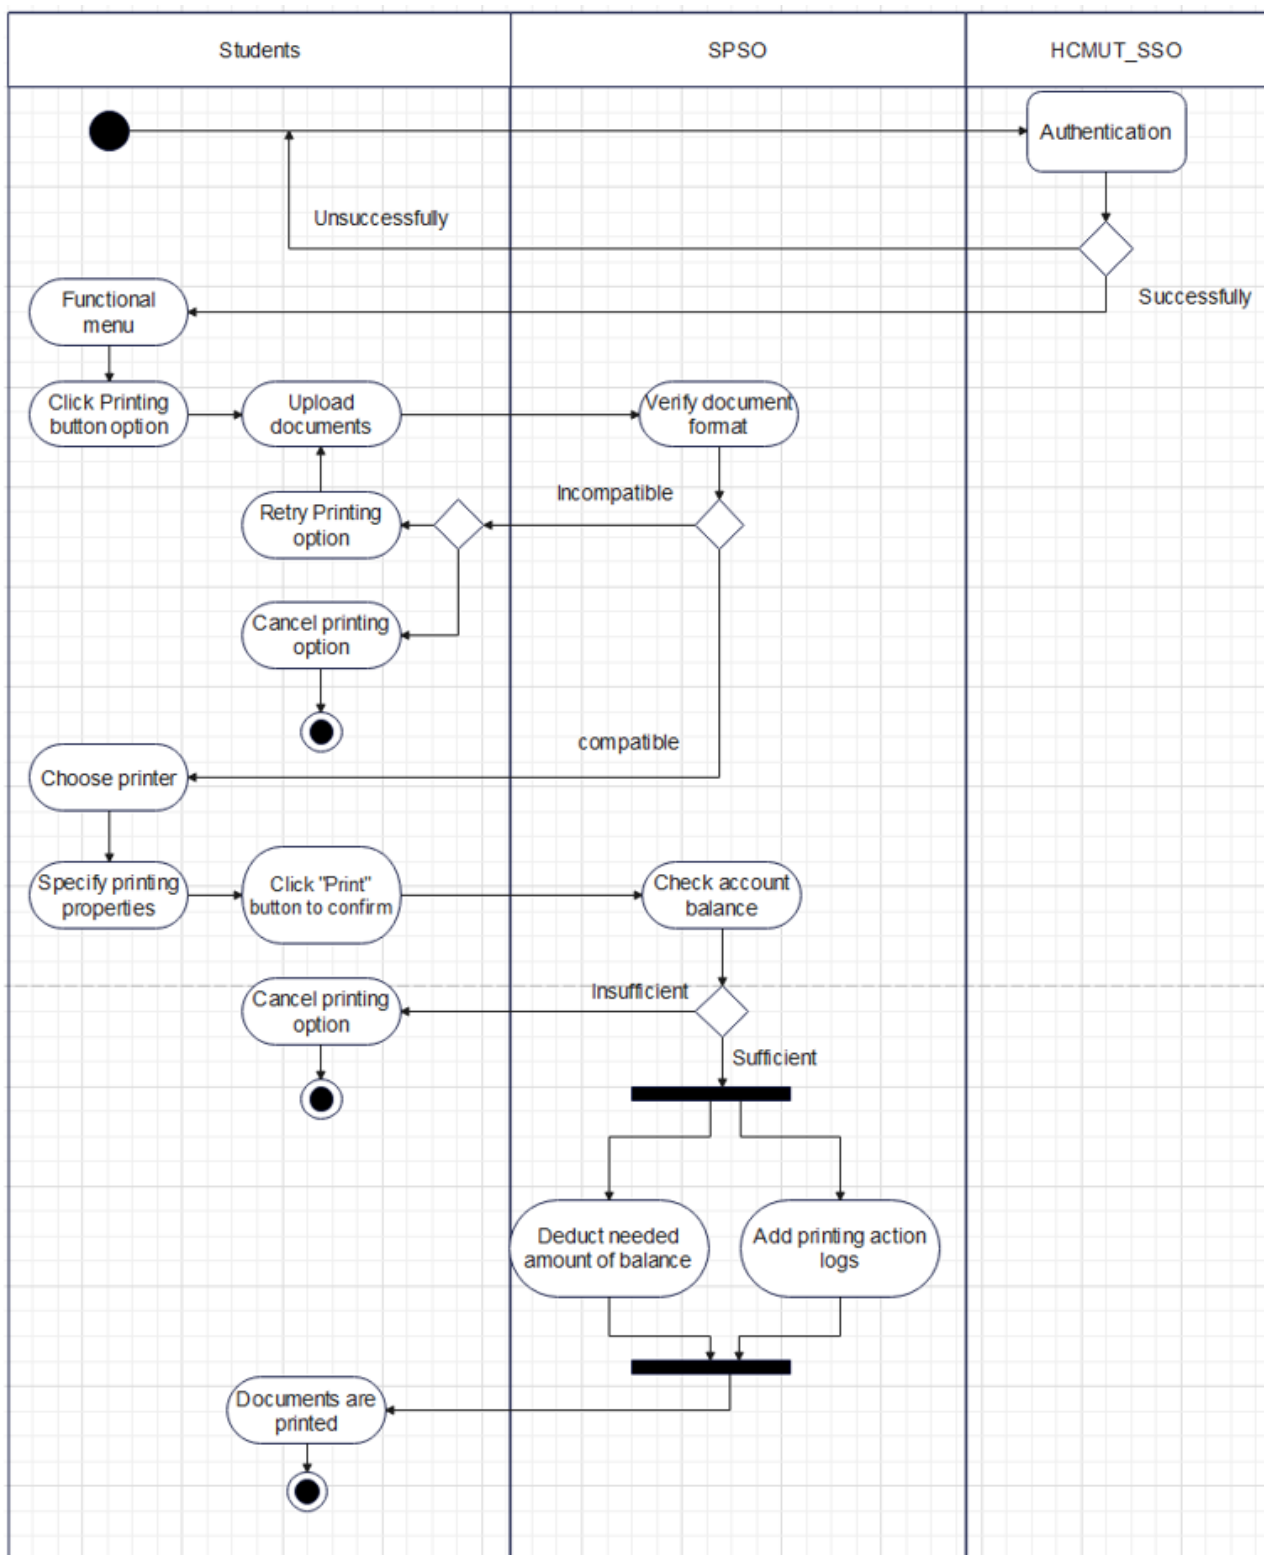 Students
SPSO
HCMUT_SSO
Authentication
Unsuccessfully
Successfully
Functional
menu
Click Printing
button option
Upload
documents
Verify document
format
Incompatible
Retry Printing
option
Cancel printing
option
compatible
Choose printer
Specify printing
properties
Click "Print"
button to confirm
Check account
balance
Insufficient
Cancel printing
option
Sufficient
Deduct needed
amount of balance
Add printing action
logs
Documents are
printed